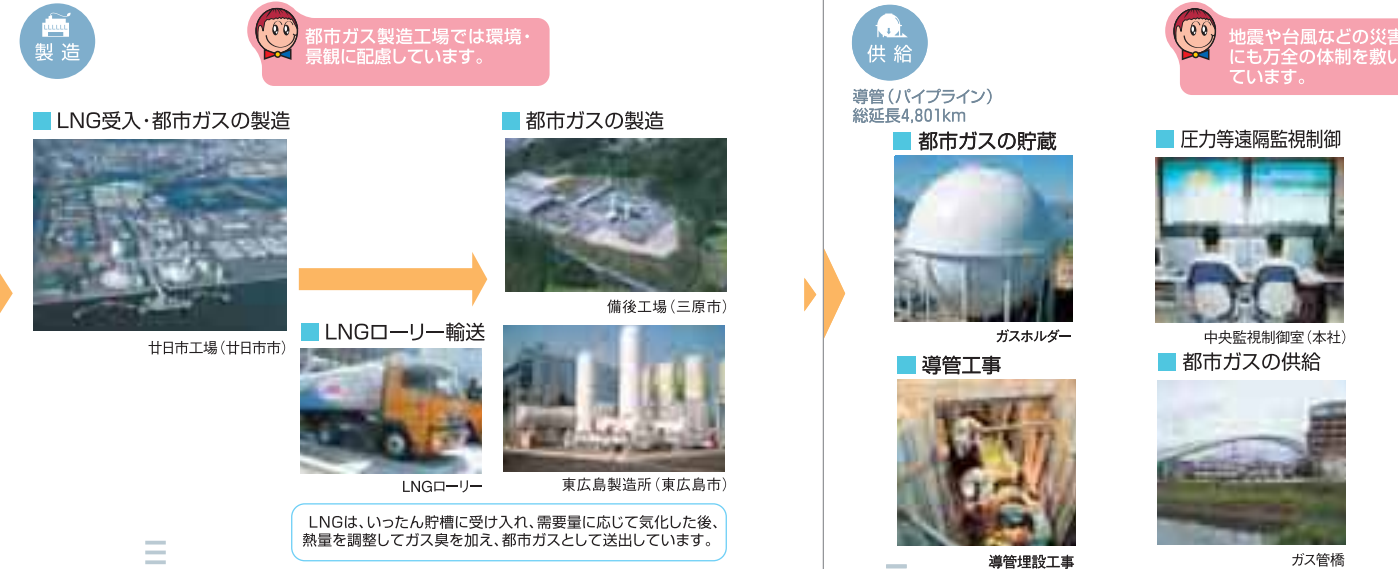 製造
都市ガス製造工場では環境・
景観に配慮しています。
LNG受入・都市ガスの製造
廿日市工場（廿日市市）
LNGローリー輸送
LNGローリー
都市ガスの製造
備後工場（三原市）
東広島製造所（東広島市）
LNGは、いったん貯槽に受け入れ、需要量に応じて気化した後、
熱量を調整してガス臭を加え、都市ガスとして送出しています。
供給
導管（パイプライン）
総延長4,801km
地震や台風などの災害
にも万全の体制を敷い
ています。
都市ガスの貯蔵
ガスホルダー
圧力等遠隔監視制御
中央監視制御室（本社）
導管工事
導管埋設工事
都市ガスの供給
ガス管橋